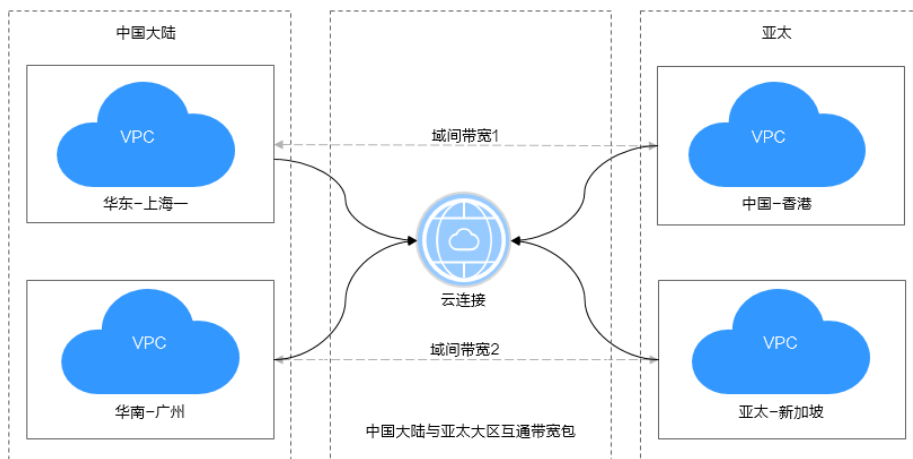 中国大陆
亚太
VPC
VPC
域间带宽1
华东-上海一
中国-香港
云连接
VPC
VPC
域间带宽2
华南-广州
亚太-新加坡
中国大陆与亚太大区互通带宽包